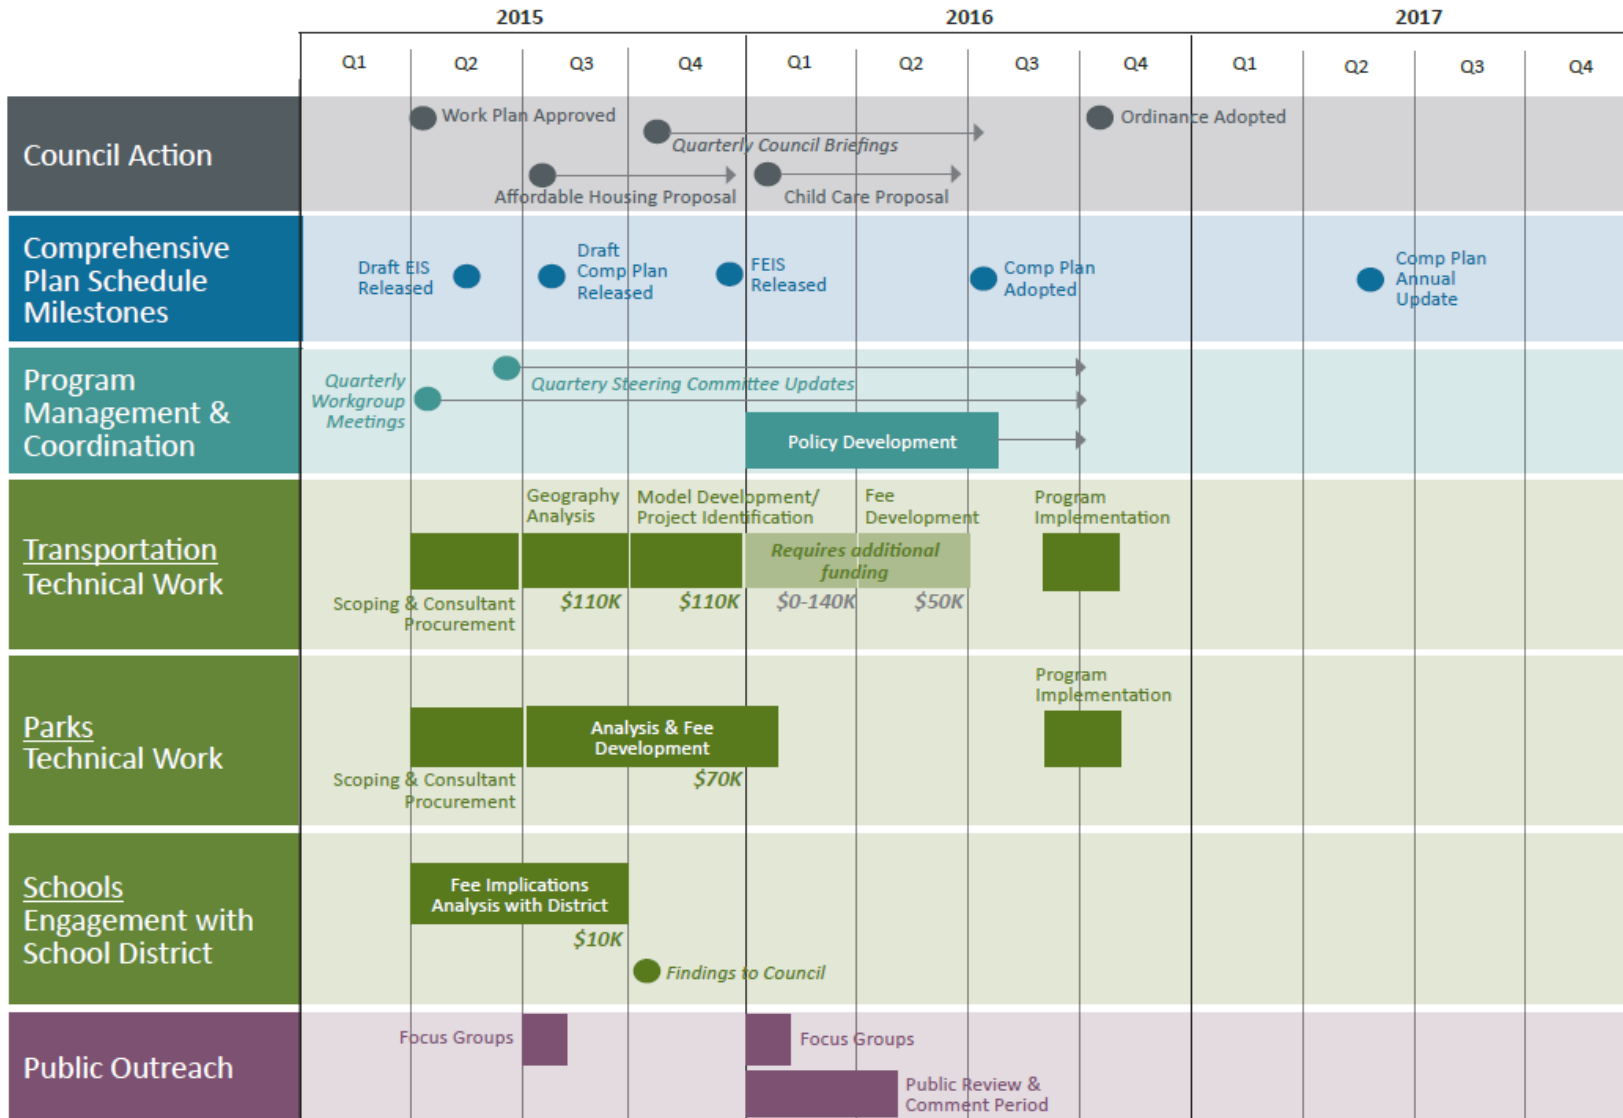 2015
2016
2017
Q1
Q2
Q3
Q4
Q1
Q2
Q3
Q4
Q1
Q2
Q3
Q4
Council Action
Work Plan Approved
Quarterly Council Briefings
Affordable Housing Proposal
Child Care Proposal
Ordinance Adopted
Comprehensive
Plan Schedule
Milestones
Draft EIS
Released
Draft
Comp Plan
Released
FEIS
Released
Comp Plan
Adopted
Comp Plan
Annual
Update
Program
Management &
Coordination
Quarterly
Workgroup
Meetings
Quartery Steering Committee Updates
Policy Development
Transportation
Technical Work
Scoping & Consultant
Procurement
Geography
Analysis
$110K
Model Development/
Project Identification
$110K
Requires additional
funding
$0-140K
Fee
Development
$50K
Program
Implementation
Parks
Technical Work
Scoping & Consultant
Procurement
Analysis & Fee
Development
$70K
Program
Implementation
Schools
Engagement with
School District
Fee Implications
Analysis with District
$10K
Findings to Council
Public Outreach
Focus Groups
Focus Groups
Public Review &
Comment Period